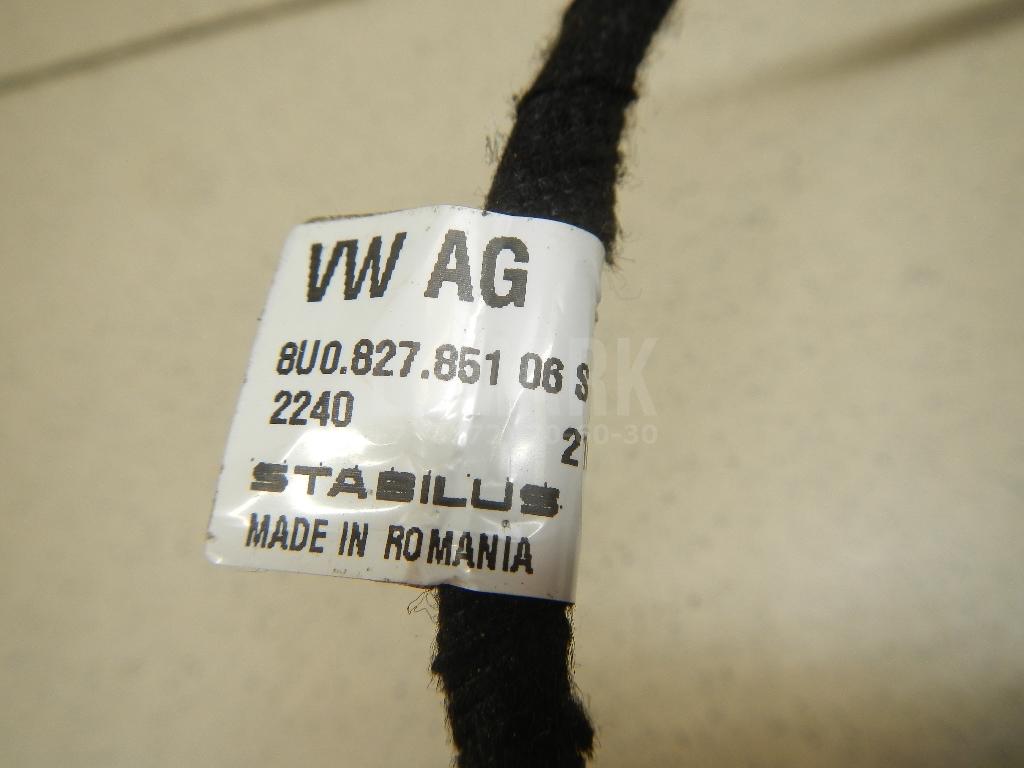 VW AG
8U0.827.851 06 S
2240
STABILUS
MADE IN ROMANIA